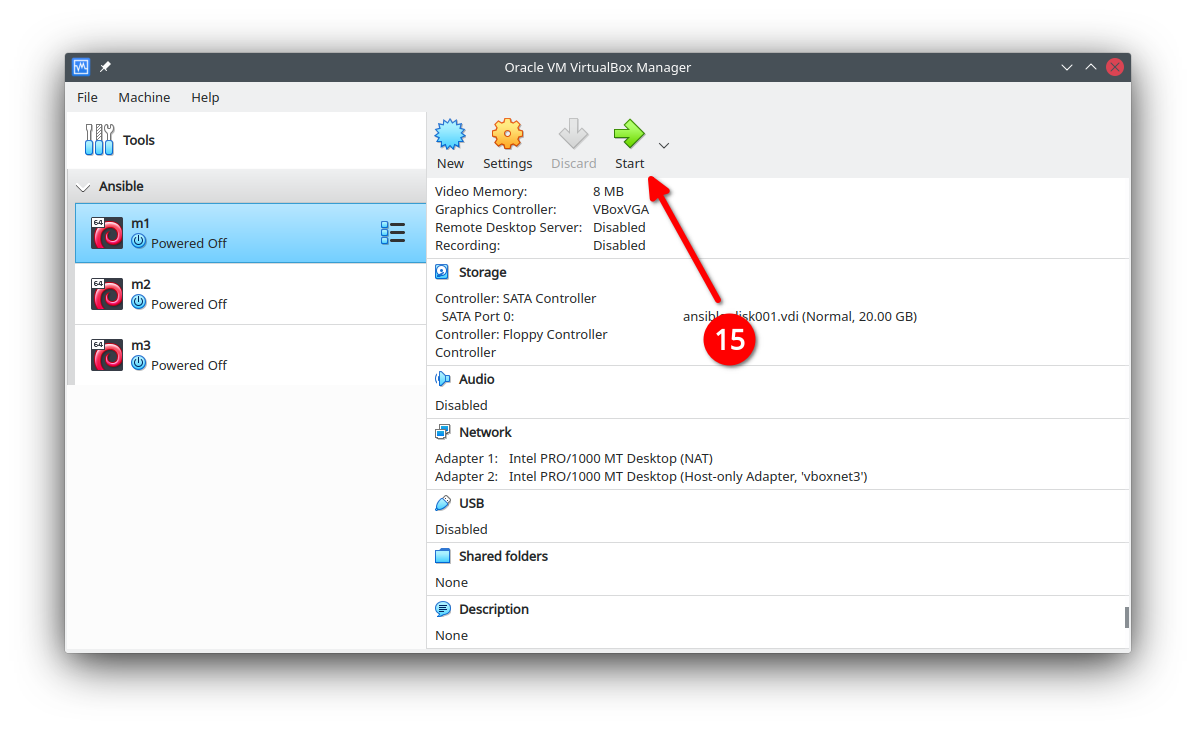 Oracle VM VirtualBox Manager
File Machine Help
Tools
New Settings Discard Start
Ansible
64 m1
Powered Off
64 m2
Powered Off
64 m3
Powered Off
Video Memory: 8 MB
Graphics Controller: VBoxVGA
Remote Desktop Server: Disabled
Recording: Disabled
Storage
Controller: SATA Controller
SATA Port 0: (Normal, 20.00 GB)
Controller: Floppy Controller
Controller
15
Audio
Disabled
Network
Adapter 1: Intel PRO/1000 MT Desktop (NAT)
Adapter 2: Intel PRO/1000 MT Desktop (Host-only Adapter, 'vboxnet3')
USB
Disabled
Shared folders
None
Description
None